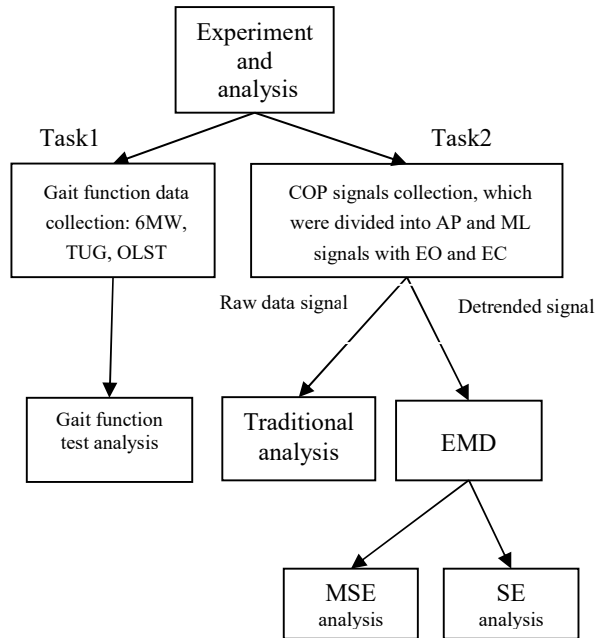 Experiment
and
analysis
Task1
Task2
Gait function data
collection: 6MW,
TUG, OLST
COP signals collection, which
were divided into AP and ML
signals with EO and EC
Raw data signal
Detrended signal
Gait function
test analysis
Traditional
analysis
EMD
MSE
analysis
SE
analysis